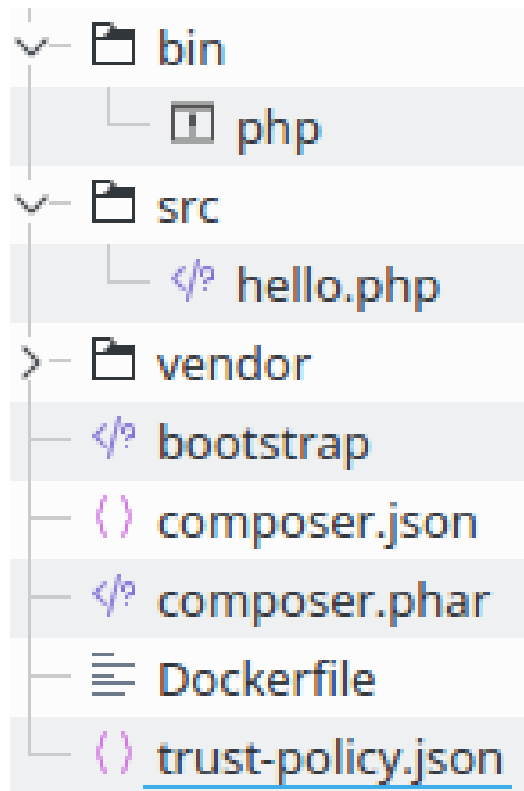 bin
php
src
hello.php
vendor
bootstrap
composer.json
composer.phar
Dockerfile
trust-policy.json